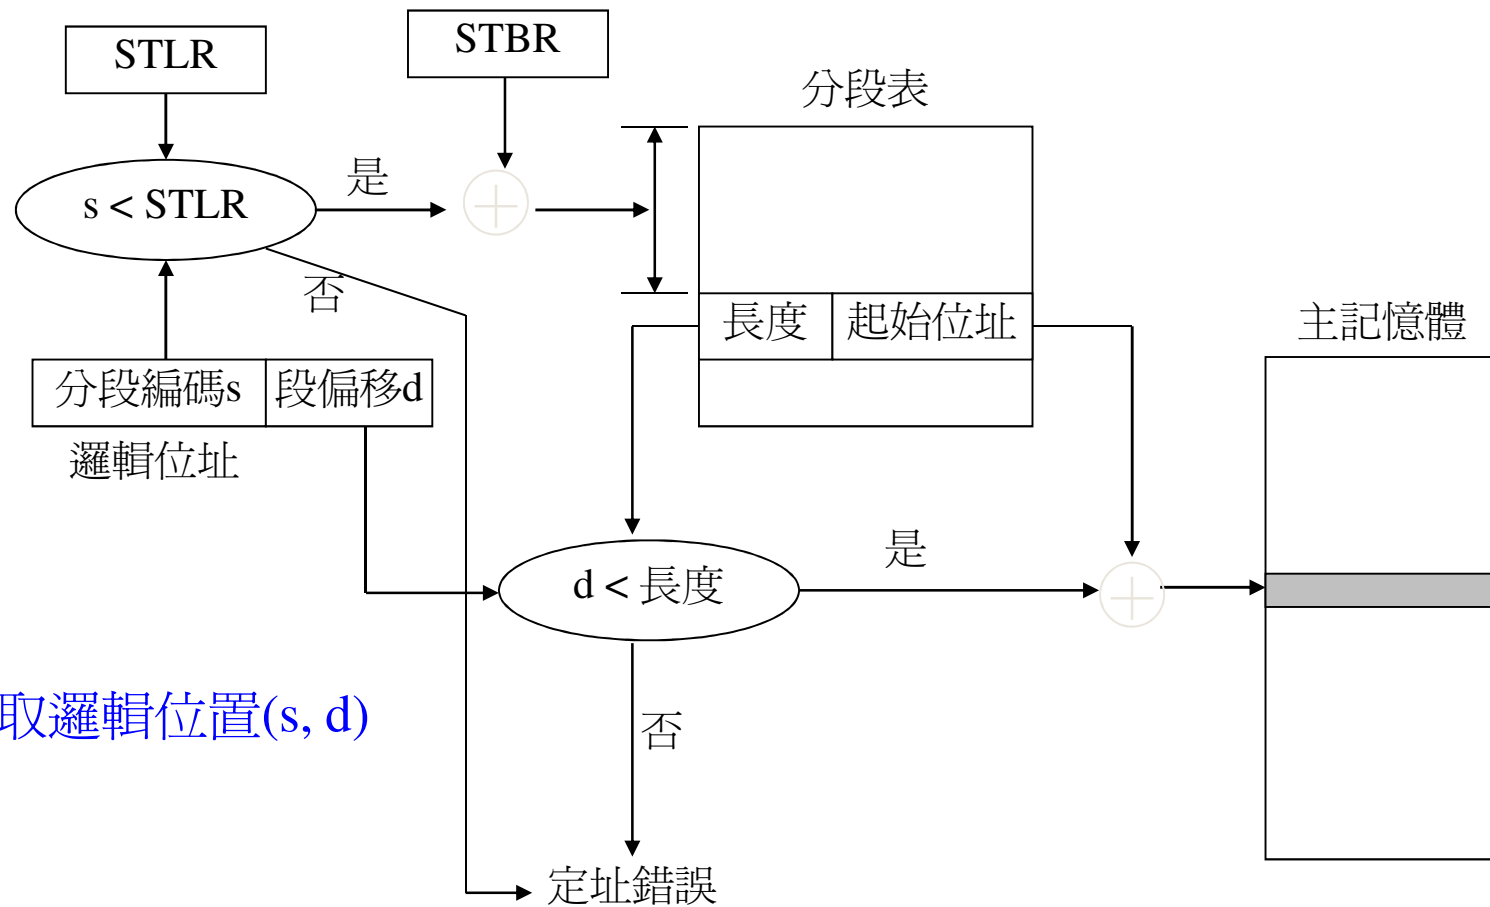 STLR
STBR
分段表
s < STLR
是
否
長度
起始位址
主記憶體
分段編碼s
段偏移d
邏輯位址
d < 長度
是
取邏輯位置(s, d)
否
定址錯誤